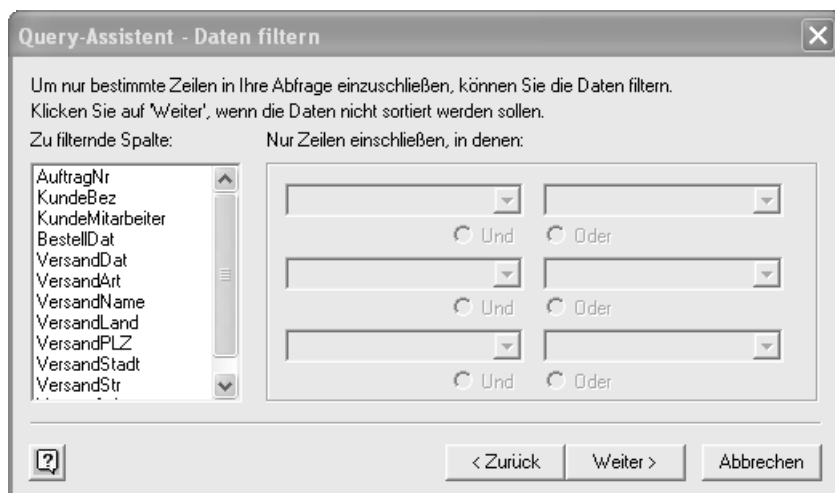 Query-Assistent - Daten filtern
Um nur bestimmte Zeilen in Ihre Abfrage einzuschließen, können Sie die Daten filtern.
Klicken Sie auf 'Weiter', wenn die Daten nicht sortiert werden sollen.
Zu filternde Spalte:
Nur Zeilen einschließen, in denen:
AuftragNr
KundeBez
KundeMitarbeiter
BestellDat
VersandDat
VersandArt
VersandName
VersandLand
VersandPLZ
VersandStadt
VersandStr
Und Oder
Und Oder
Und Oder
< Zurück
Weiter >
Abbrechen